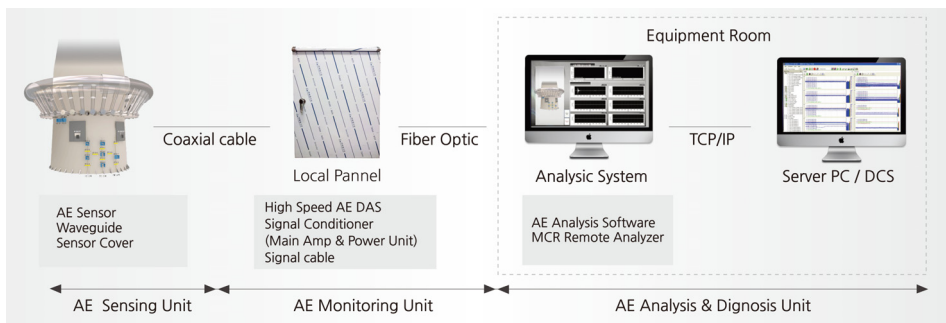 Equipment Room
Coaxial cable
Fiber Optic
TCP/IP
Local Pannel
Analysic System
Server PC / DCS
AE Sensor
Waveguide
Sensor Cover
High Speed AE DAS
Signal Conditioner
(Main Amp & Power Unit)
Signal cable
AE Analysis Software
MCR Remote Analyzer
AE Sensing Unit
AE Monitoring Unit
AE Analysis & Dignosis Unit